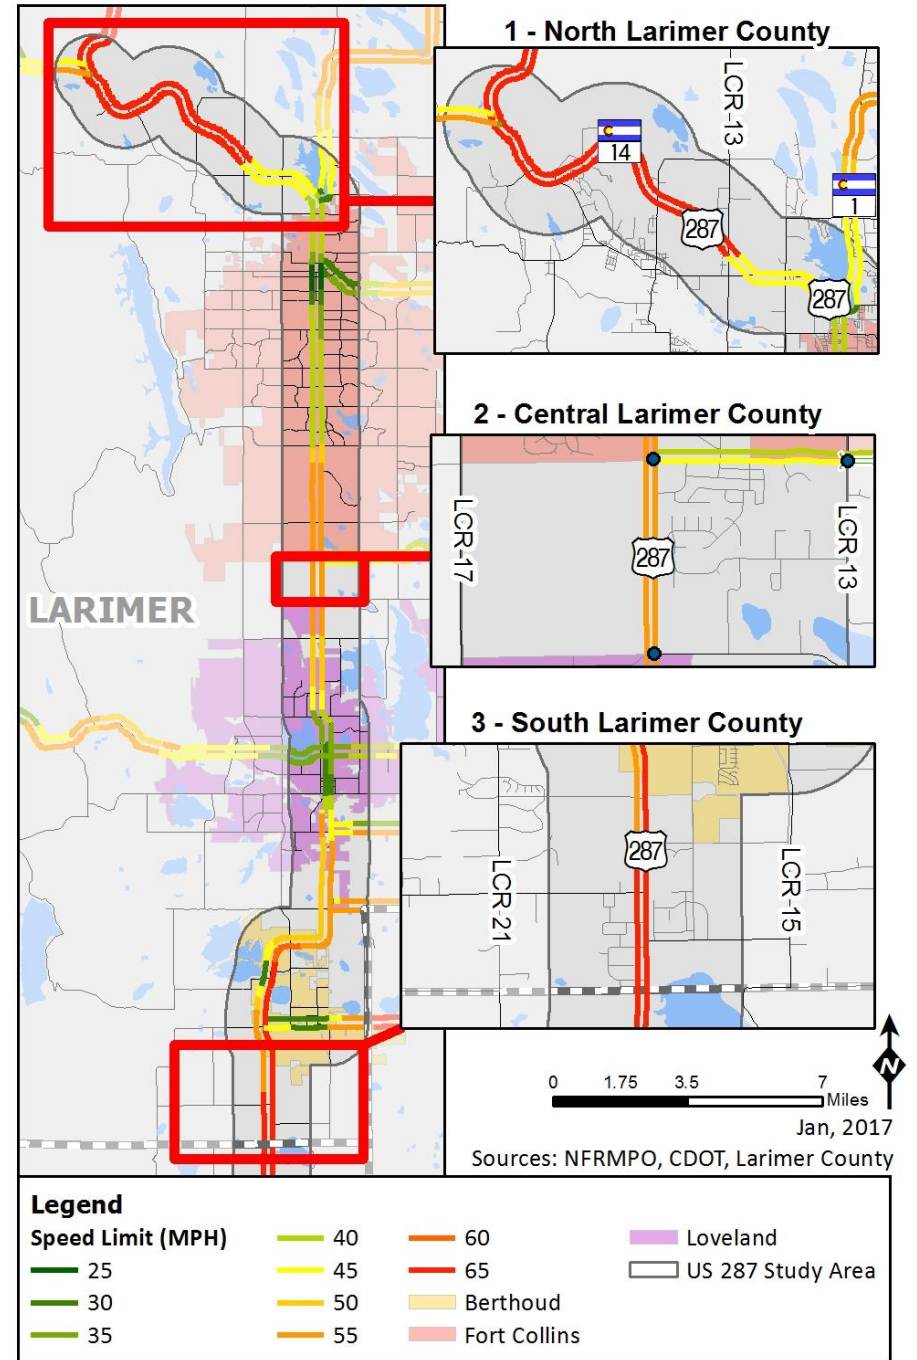 1 - North Larimer County
LCR-13
14
1
287
287
2 - Central Larimer County
LCR-17
287
LCR-13
LARIMER
3 - South Larimer County
LCR-21
287
LCR-15
N
0 1.75 3.5 7
Miles
Jan, 2017
Sources: NFRMPO, CDOT, Larimer County
Legend
Speed Limit (MPH)
25
30
35
40
45
50
55
60
65
Berthoud
Fort Collins
Loveland
US 287 Study Area